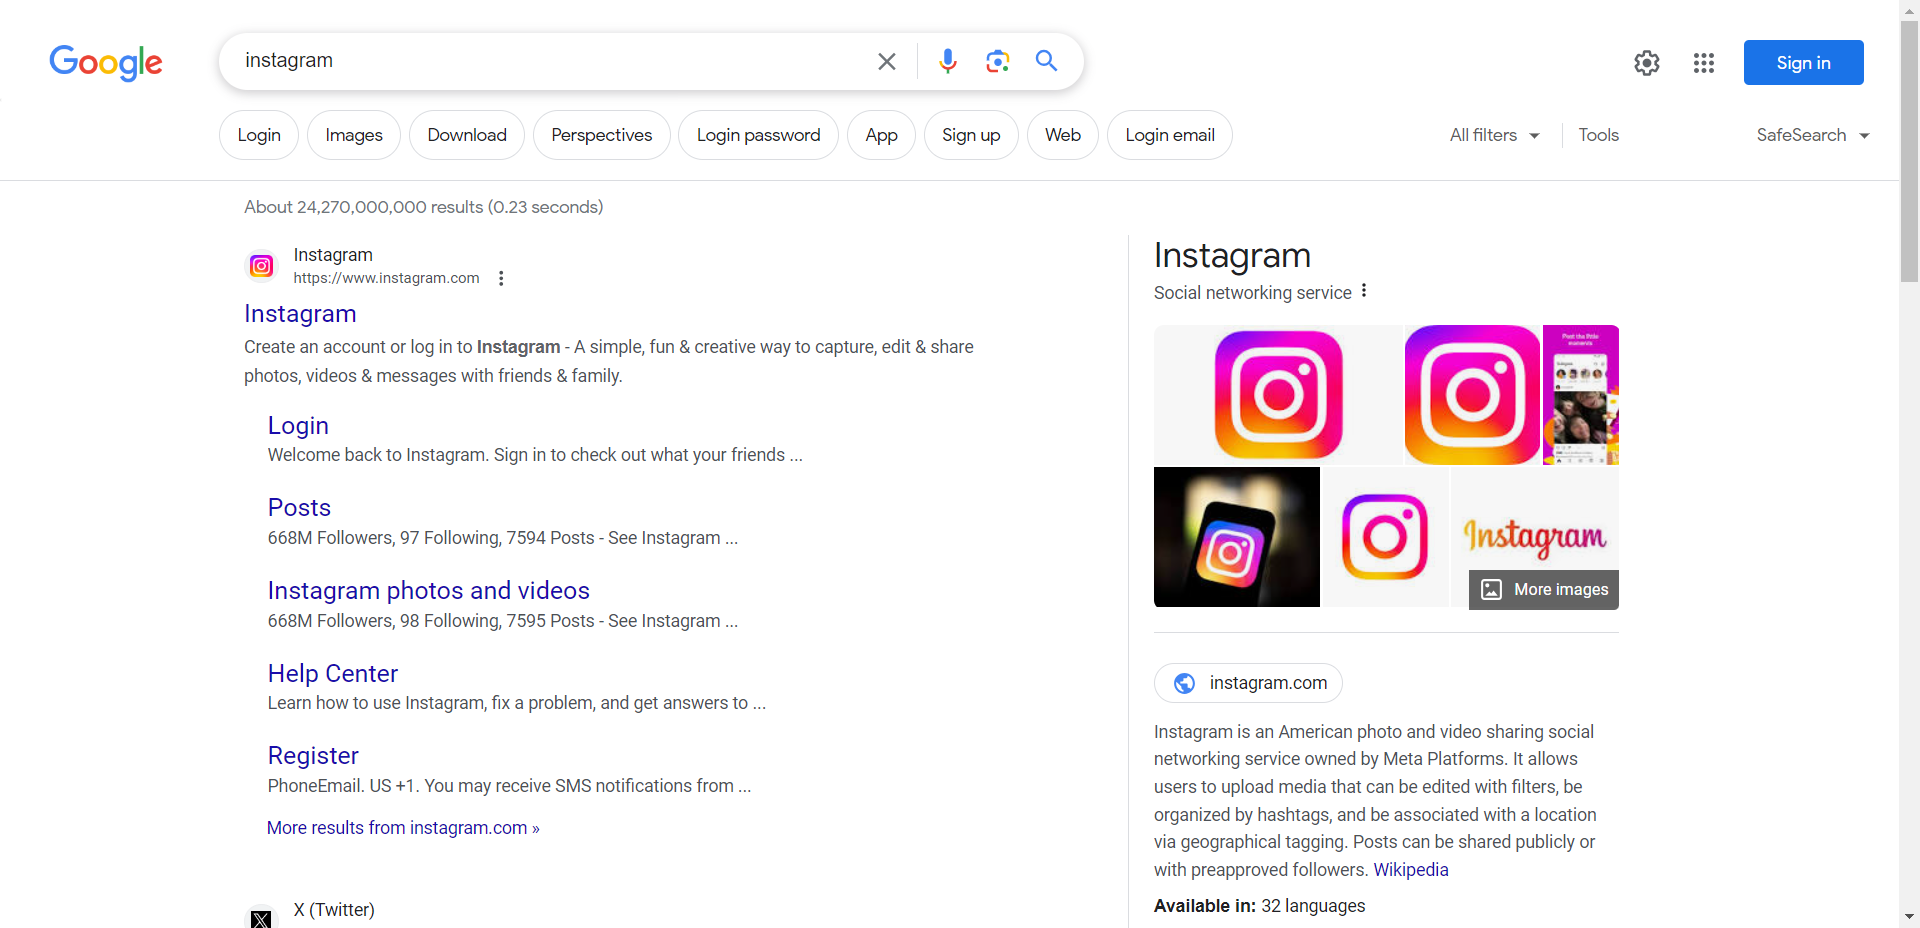 Google
instagram
Sign in
Login
Images
Download
Perspectives
Login password
App
Sign up
Web
Login email
All filters
Tools
SafeSearch
About 24,270,000,000 results (0.23 seconds)
Instagram
https://www.instagram.com
Instagram
Create an account or log in to Instagram - A simple, fun & creative way to capture, edit & share
photos, videos & messages with friends & family.
Login
Welcome back to Instagram. Sign in to check out what your friends ...
Posts
668M Followers, 97 Following, 7594 Posts - See Instagram ...
Instagram photos and videos
668M Followers, 98 Following, 7595 Posts - See Instagram ...
Help Center
Learn how to use Instagram, fix a problem, and get answers to ...
Register
PhoneEmail. US +1. You may receive SMS notifications from ...
More results from instagram.com »
X (Twitter)
Instagram
Social networking service
Post the little
moments
Instagram
More images
instagram.com
Instagram is an American photo and video sharing social
networking service owned by Meta Platforms. It allows
users to upload media that can be edited with filters, be
organized by hashtags, and be associated with a location
via geographical tagging. Posts can be shared publicly or
with preapproved followers. Wikipedia
Available in: 32 languages